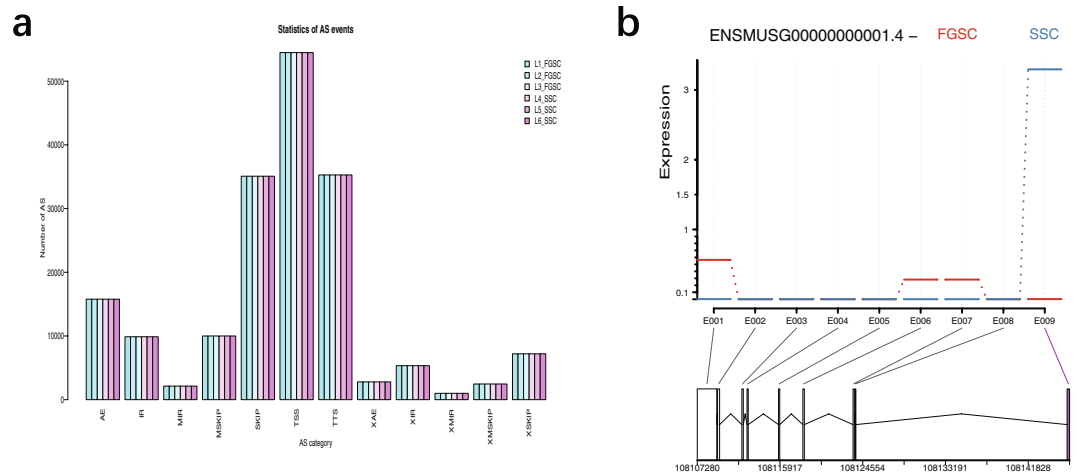 a
Statistics of AS events
L1_FGSC
L2_FGSC
L3_FGSC
L4_SSC
L5_SSC
L6_SSC
50000
40000
30000
20000
10000
0
Number of AS
AE IR MIR MSKIP SKIP TSS TTS XAE XIR XMIR XMSKIP XSKIP
AS category
b
ENSMUSG00000000001.4 – FGSC SSC
Expression
3
2
1.5
1
0.1
E001 E002 E003 E004 E005 E006 E007 E008 E009
108107280 108115917 108124554 108133191 108141828